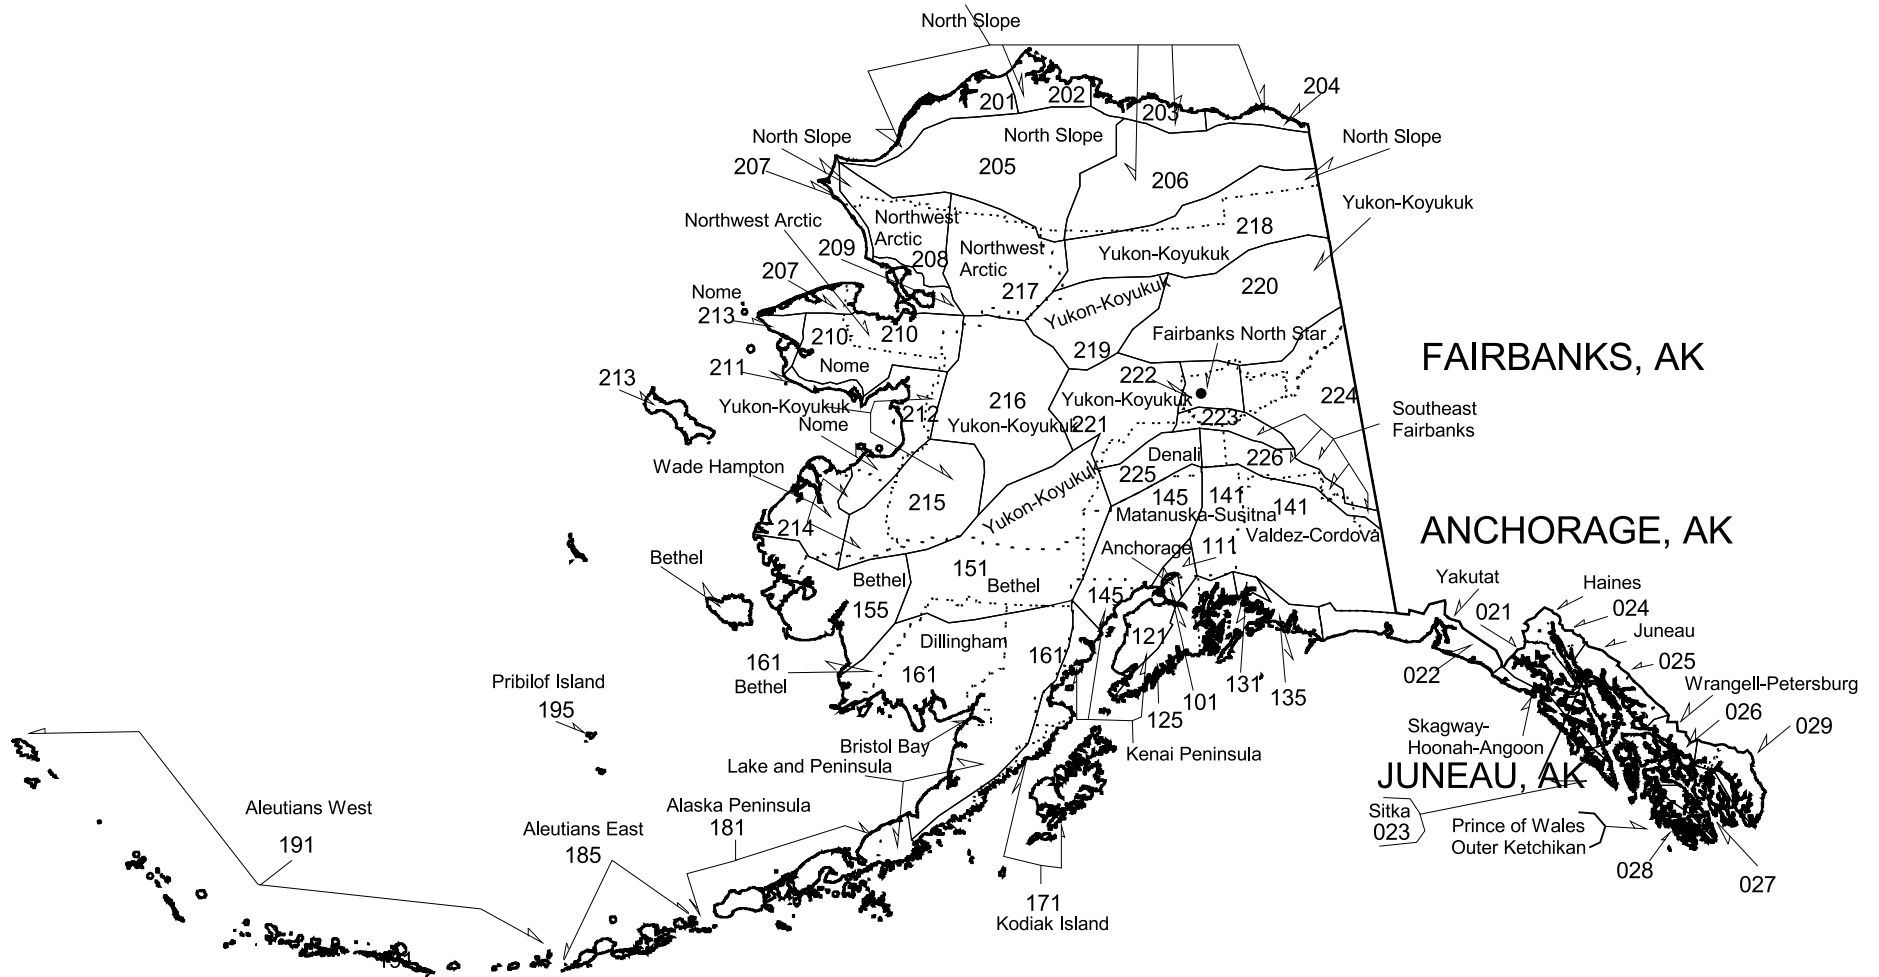 North Slope
201
202
203
204
North Slope
North Slope
North Slope
205
206
207
Northwest Arctic
Northwest
Arctic
208
209
Northwest
Arctic
217
218
Yukon-Koyukuk
Yukon-Koyukuk
220
207
Nome
213
210
210
Nome
211
213
Yukon-Koyukuk
219
Fairbanks North Star
222
Yukon-Koyukuk
221
223
224
FAIRBANKS, AK
Southeast
Fairbanks
Yukon-Koyukuk
Nome
212
216
Yukon-Koyukuk
Wade Hampton
214
215
Yukon-Koyukuk
Denali
225
226
145
141
141
Matanuska-Susitna
Valdez-Cordova
Anchorage
111
ANCHORAGE, AK
Bethel
Bethel
155
151
Bethel
145
121
161
Bethel
Dillingham
161
161
101
125
131
135
Kenai Peninsula
Yakutat
021
Haines
024
Juneau
025
022
Wrangell-Petersburg
026
029
Skagway-
Hoonah-Angoon
JUNEAU, AK
Sitka
023
Prince of Wales
Outer Ketchikan
028
027
Pribilof Island
195
Bristol Bay
Lake and Peninsula
Alaska Peninsula
181
Aleutians East
185
Aleutians West
191
191
171
Kodiak Island